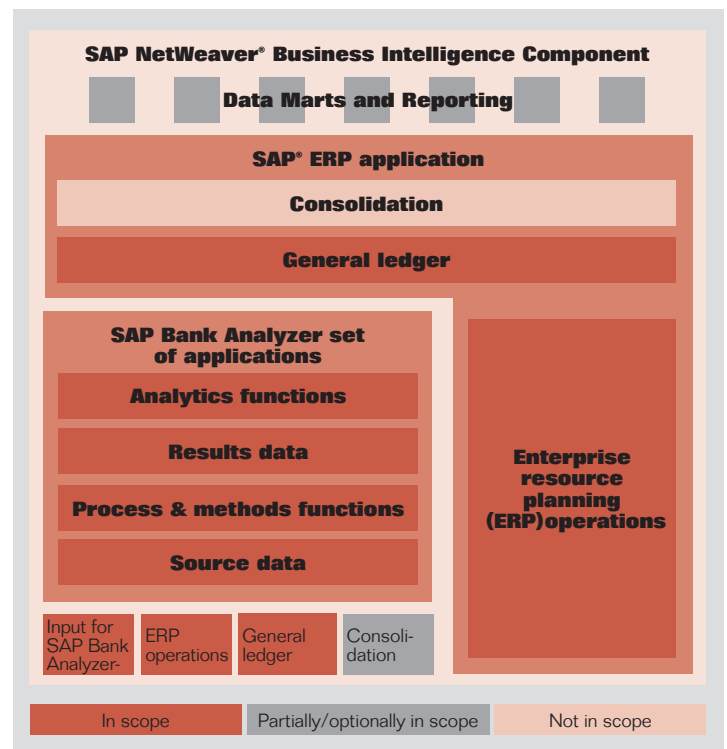 SAP NetWeaver® Business Intelligence Component
Data Marts and Reporting
SAP® ERP application
Consolidation
General ledger
SAP Bank Analyzer set
of applications
Analytics functions
Results data
Process & methods functions
Source data
Enterprise
resource
planning
(ERP)operations
Input for
SAP Bank
Analyzer-
ERP
operations
General
ledger
Consoli-
dation
In scope
Partially/optionally in scope
Not in scope